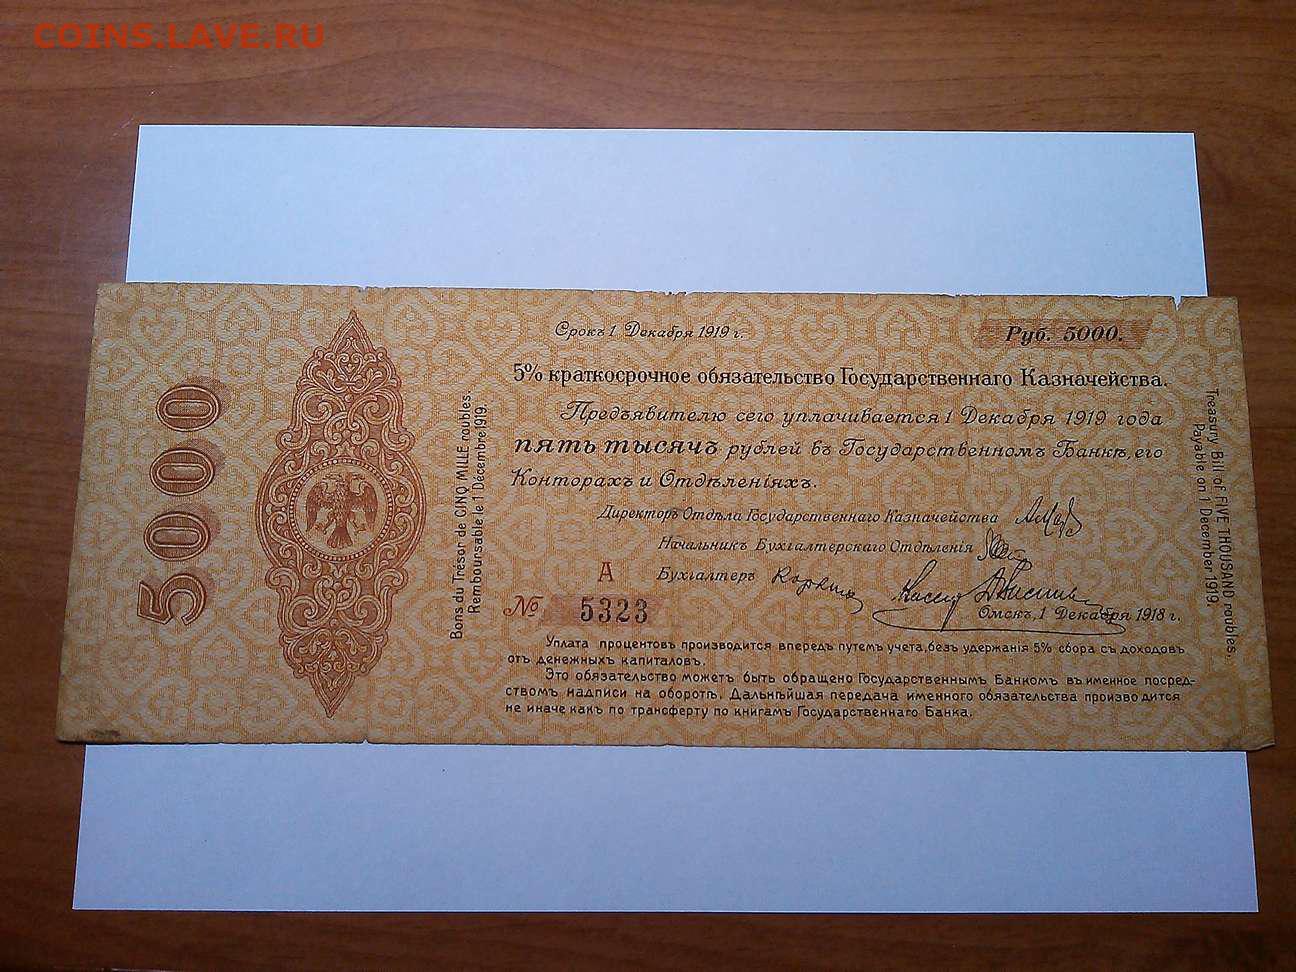 COINS.LAVE.RU
5000
Bons du Trésor de CINQ MILLE roubles.
Remboursable le 1 Décembre 1919.
Срокъ 1 Декабря 1919 г.
Руб. 5000.
5% краткосрочное обязательство Государственнаго Казначейства.
Предъявителю сего уплачивается 1 Декабря 1919 года
пять тысячъ рублей въ Государственномъ Банкѣ, его
Конторахъ и Отдѣленіяхъ.
Директоръ Отдѣла Государственнаго Казначейства
Начальникъ Бухгалтерскаго Отдѣленія
А Бухгалтеръ
№ 5323
Омскъ, 1 Декабря 1918 г.
Уплата процентовъ производится впередъ путемъ учета, безъ удержанія 5% сбора съ доходовъ
отъ денежныхъ капиталовъ.
Это обязательство можетъ быть обращено Государственнымъ Банкомъ въ именное посред-
ствомъ надписи на оборотѣ. Дальнѣйшая передача именного обязательства производится
не иначе, какъ по трансферту по книгамъ Государственнаго Банка.
Treasury Bill of FIVE THOUSAND roubles.
Payable on 1 December 1919.